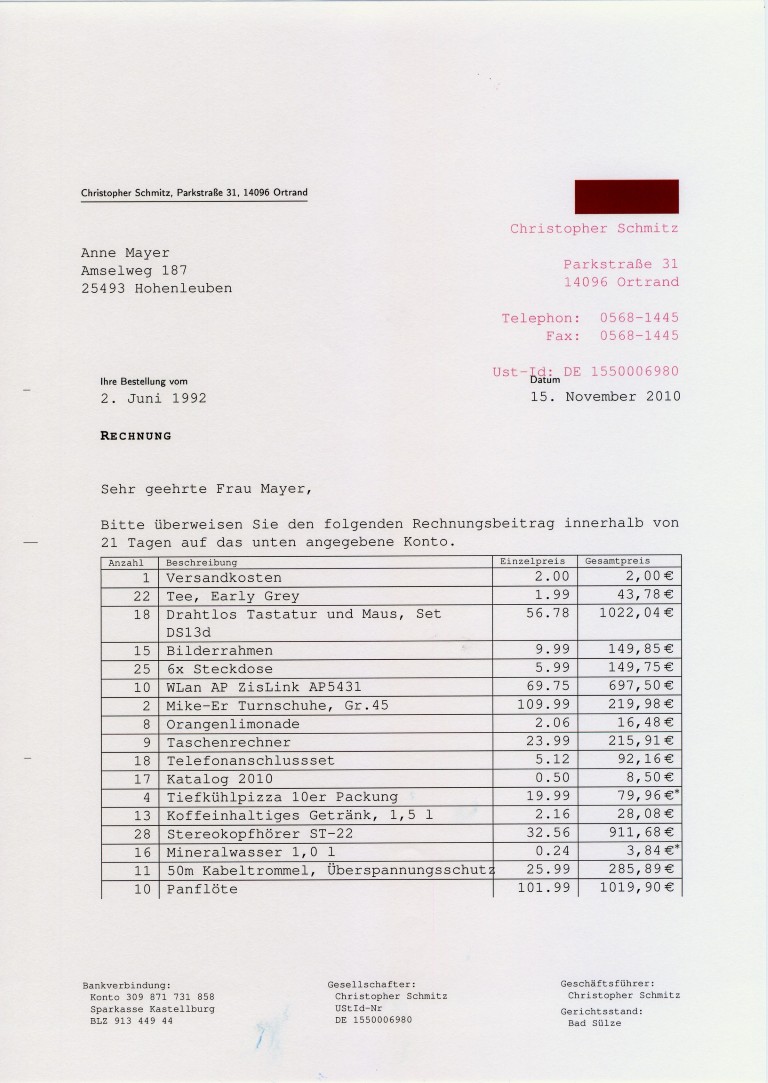 Christopher Schmitz, Parkstraße 31, 14096 Ortrand
Christopher Schmitz
Parkstraße 31
14096 Ortrand
Telephon: 0568-1445
Fax: 0568-1445
Ust-Id: DE 1550006980
Anne Mayer
Amselweg 187
25493 Hohenleuben
Ihre Bestellung vom
2. Juni 1992
Datum
15. November 2010
RECHNUNG
Sehr geehrte Frau Mayer,
Bitte überweisen Sie den folgenden Rechnungsbeitrag innerhalb von
21 Tagen auf das unten angegebene Konto.
Anzahl Beschreibung Einzelpreis Gesamtpreis
1 Versandkosten 2.00 2,00€
22 Tee, Early Grey 1.99 43,78€
18 Drahtlos Tastatur und Maus, Set 56.78 1022,04€
DS13d
15 Bilderrahmen 9.99 149,85€
25 6x Steckdose 5.99 149,75€
10 WLan AP ZisLink AP5431 69.75 697,50€
2 Mike-Er Turnschuhe, Gr.45 109.99 219,98€
8 Orangenlimonade 2.06 16,48€
9 Taschenrechner 23.99 215,91€
18 Telefonanschlussset 5.12 92,16€
17 Katalog 2010 0.50 8,50€
4 Tiefkühlpizza 10er Packung 19.99 79,96€*
13 Koffeinhaltiges Getränk, 1,5 l 2.16 28,08€
28 Stereokopfhörer ST-22 32.56 911,68€
16 Mineralwasser 1,0 l 0.24 3,84€*
11 50m Kabeltrommel, Überspannungsschutz 25.99 285,89€
10 Panflöte 101.99 1019,90€
Bankverbindung:
Konto 309 871 731 858
Sparkasse Kastellburg
BLZ 913 449 44
Gesellschafter:
Christopher Schmitz
UStId-Nr
DE 1550006980
Geschäftsführer:
Christopher Schmitz
Gerichtsstand:
Bad Sülze